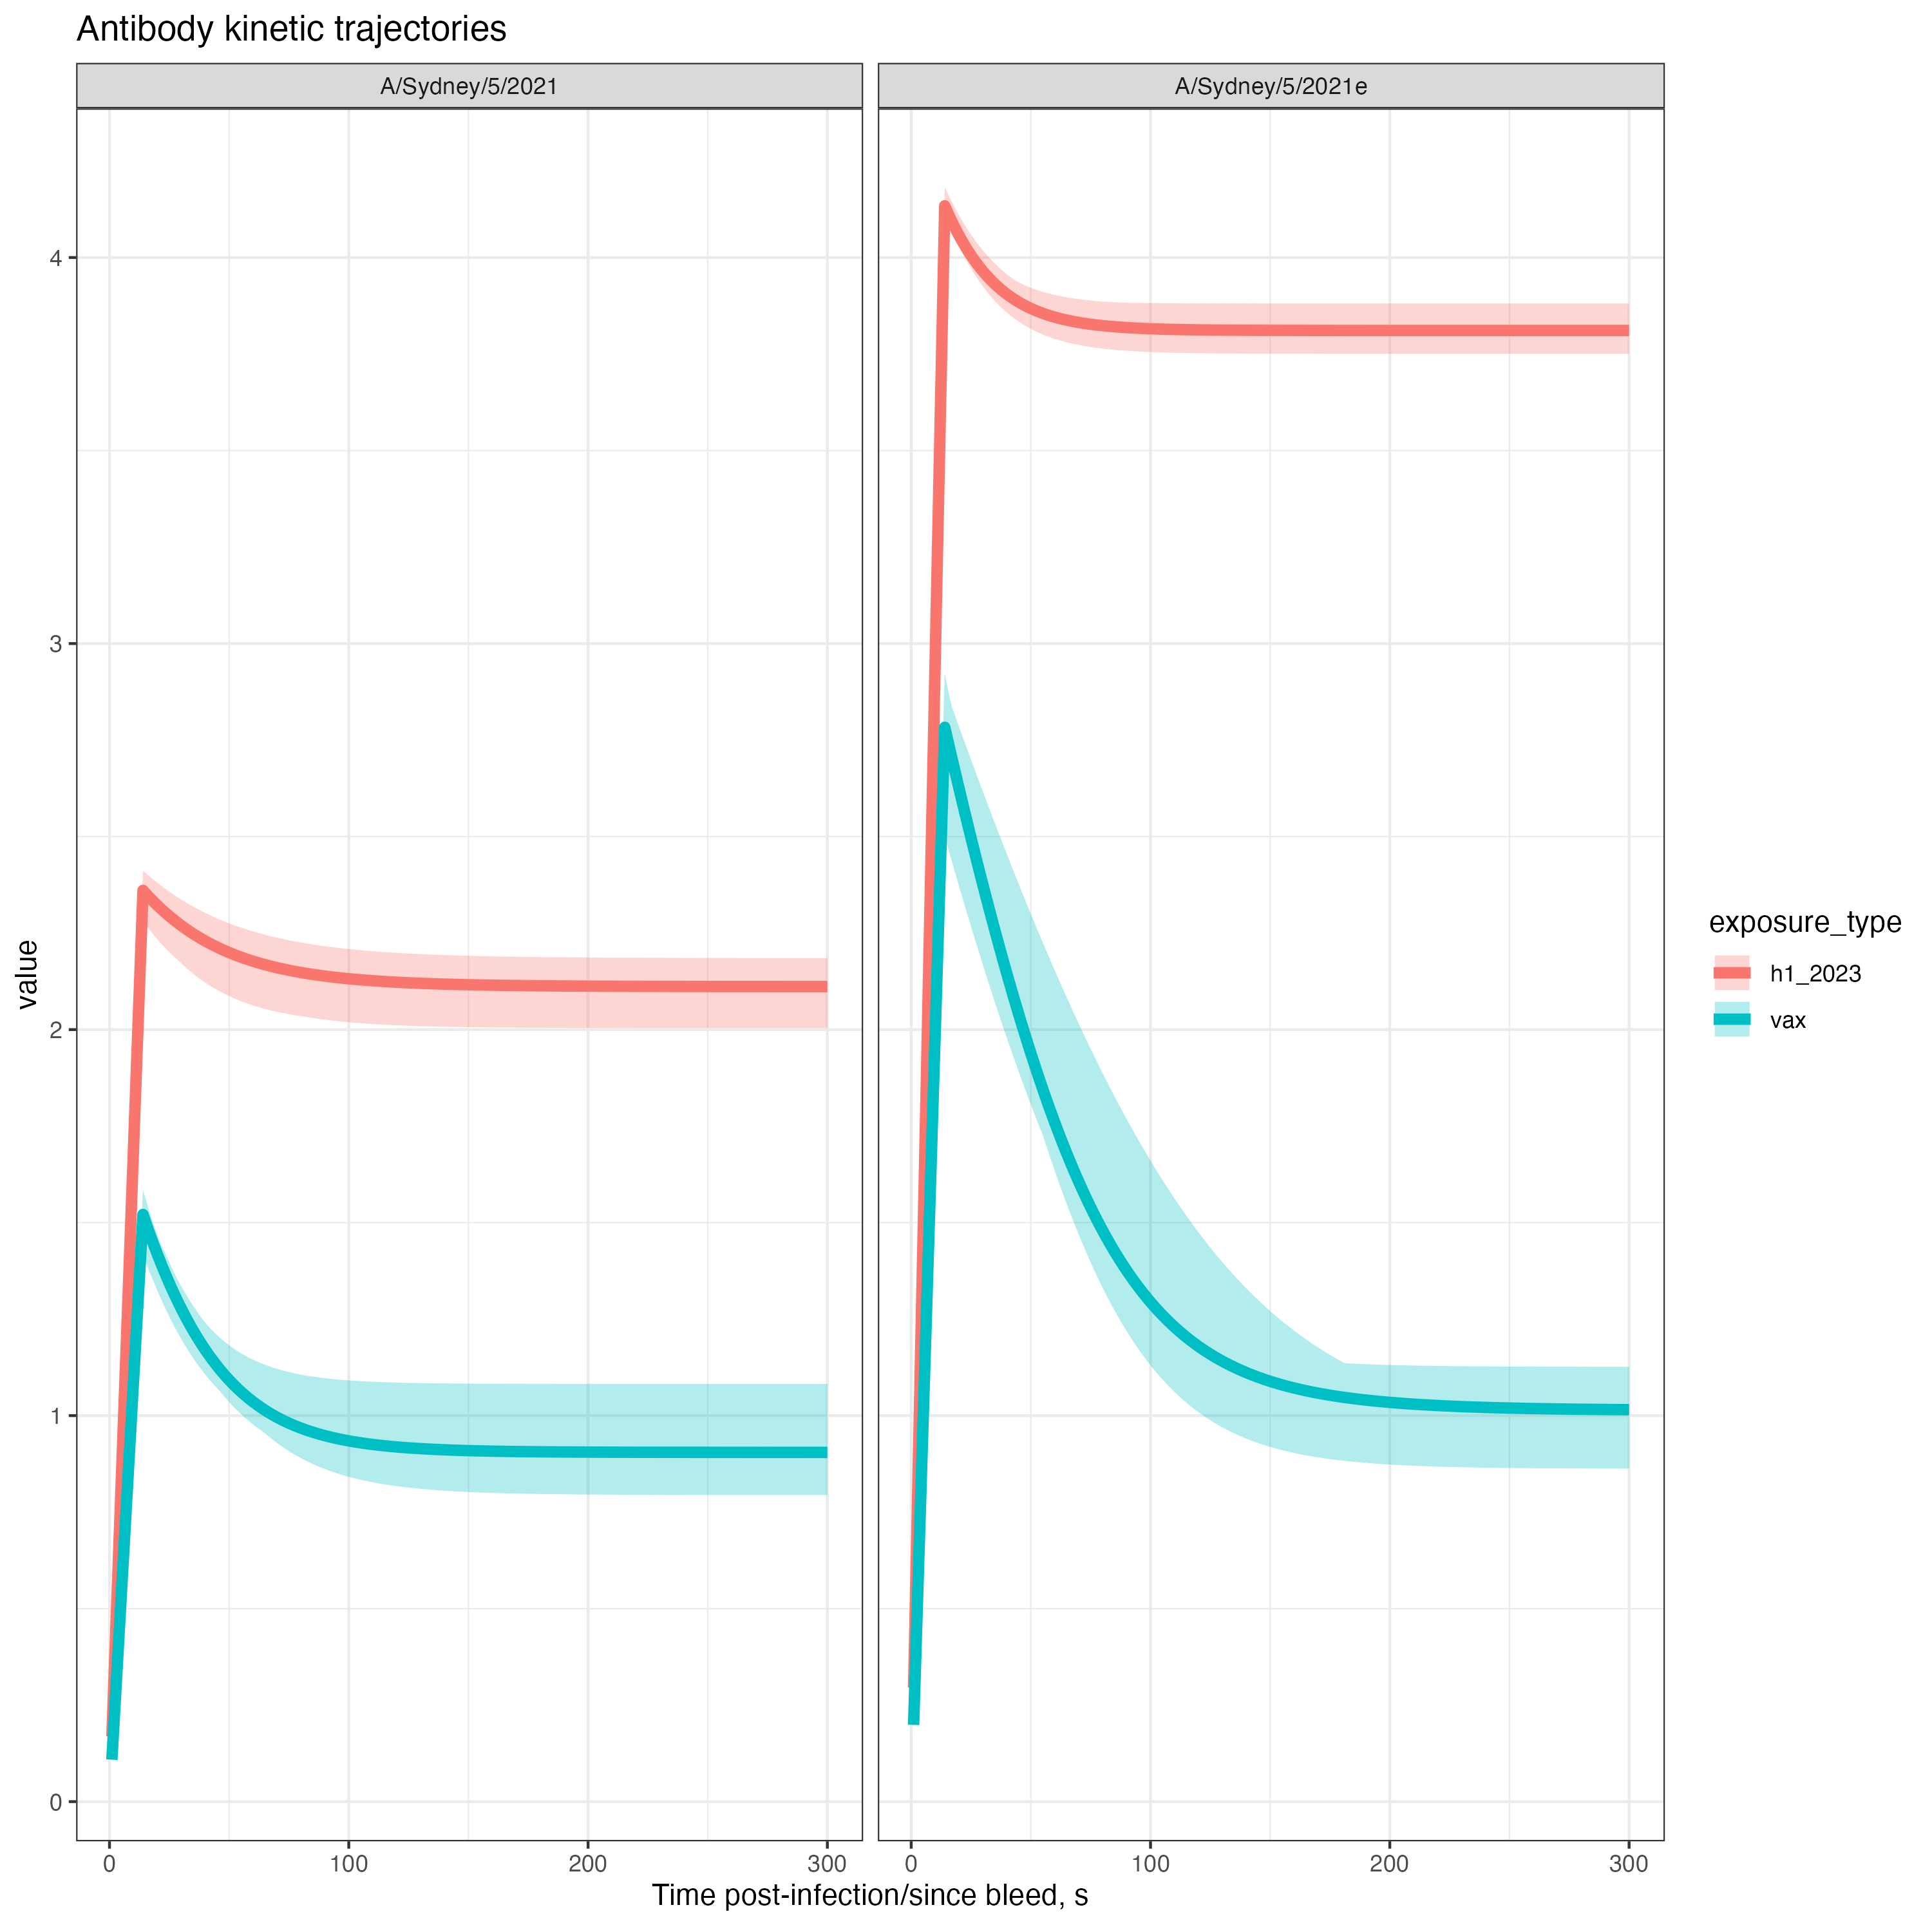 Antibody kinetic trajectories
A/Sydney/5/2021
A/Sydney/5/2021e
value
4
3
2
1
0
0 100 200 300
0 100 200 300
Time post-infection/since bleed, s
exposure_type
h1_2023
vax